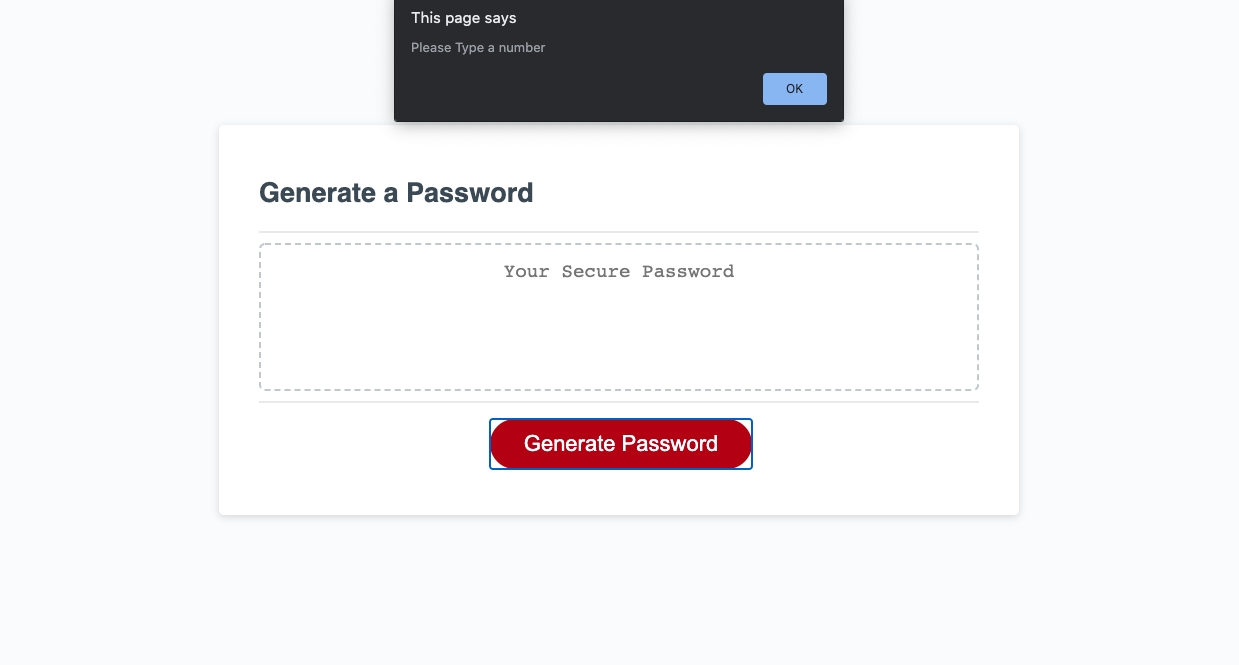 This page says
Please Type a number
OK
Generate a Password
Your Secure Password
Generate Password